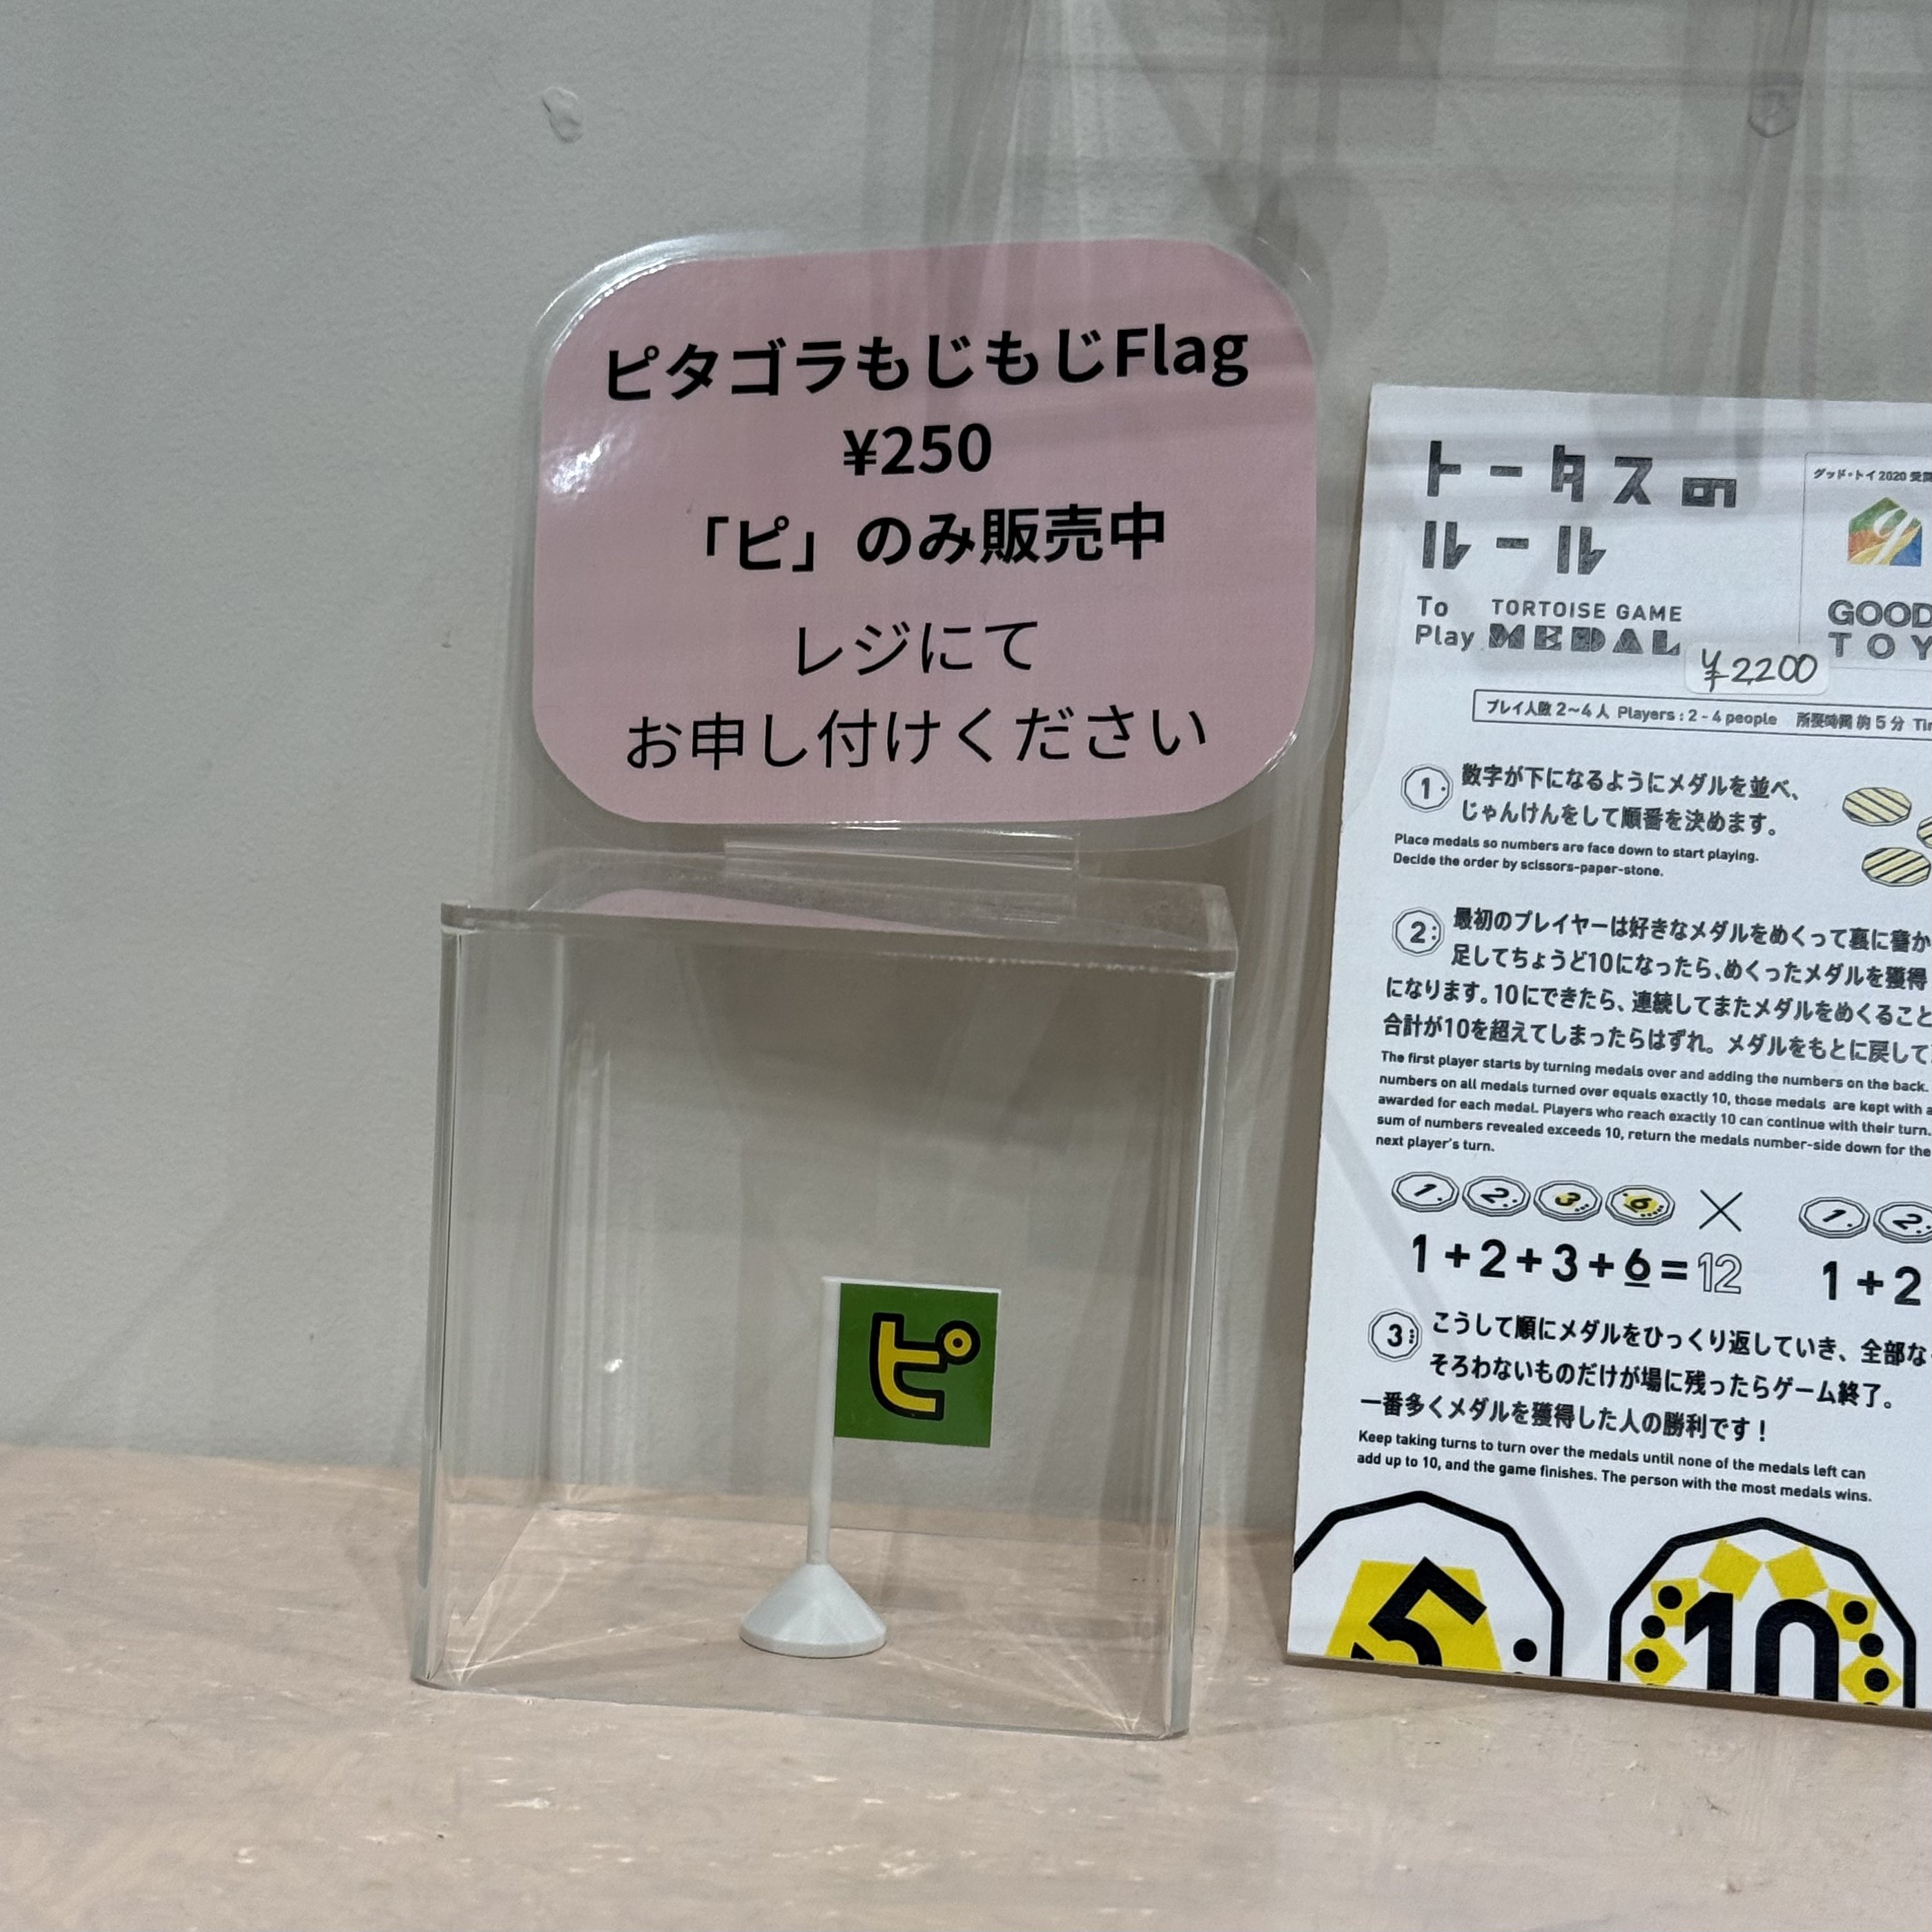 ピタゴラもじもじFlag
¥250
「ピ」のみ販売中
レジにて
お申し付けください
ピ
トータスの
ルール
To Play
TORTOISE GAME
MEDAL
グッド・トイ2020
GOOD
TOY
¥2200
プレイ人数 2〜4人 Players : 2 - 4 people 所要時間 約5分
1
数字が下になるようにメダルを並べ、
じゃんけんをして順番を決めます。
Place medals so numbers are face down to start playing.
Decide the order by scissors-paper-stone.
2
最初のプレイヤーは好きなメダルをめくって裏に書か
足してちょうど10になったら、めくったメダルを獲得
になります。10にできたら、連続してまたメダルをめくること
合計が10を超えてしまったらはずれ。メダルをもとに戻して
The first player starts by turning medals over and adding the numbers on the back.
numbers on all medals turned over equals exactly 10, those medals are kept with a
awarded for each medal. Players who reach exactly 10 can continue with their turn.
sum of numbers revealed exceeds 10, return the medals number-side down for the
next player's turn.
1 2 3 6 ×
1 2
1+2+3+6=12
1+2
3
こうして順にメダルをひっくり返していき、全部な
そろわないものだけが場に残ったらゲーム終了。
一番多くメダルを獲得した人の勝利です！
Keep taking turns to turn over the medals until none of the medals left can
add up to 10, and the game finishes. The person with the most medals wins.
5
10